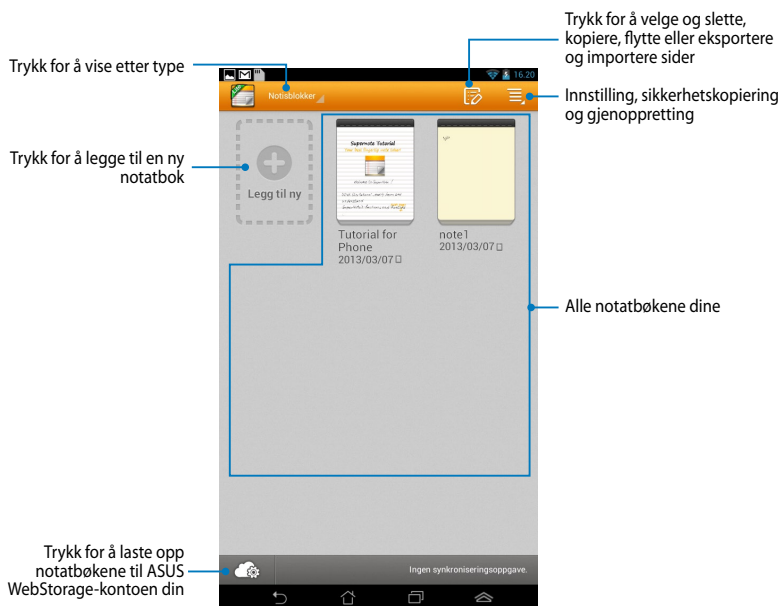 Trykk for å velge og slette,
kopiere, flytte eller eksportere
og importere sider
Trykk for å vise etter type
16.20
Notisblokker
Innstilling, sikkerhetskopiering
og gjenoppretting
Trykk for å legge til en ny
notatbok
Legg til ny
Supernote Tutorial
Tutorial for
Phone
2013/03/07
note1
2013/03/07
Alle notatbøkene dine
Trykk for å laste opp
notatbøkene til ASUS
WebStorage-kontoen din
Ingen synkroniseringsoppgave.